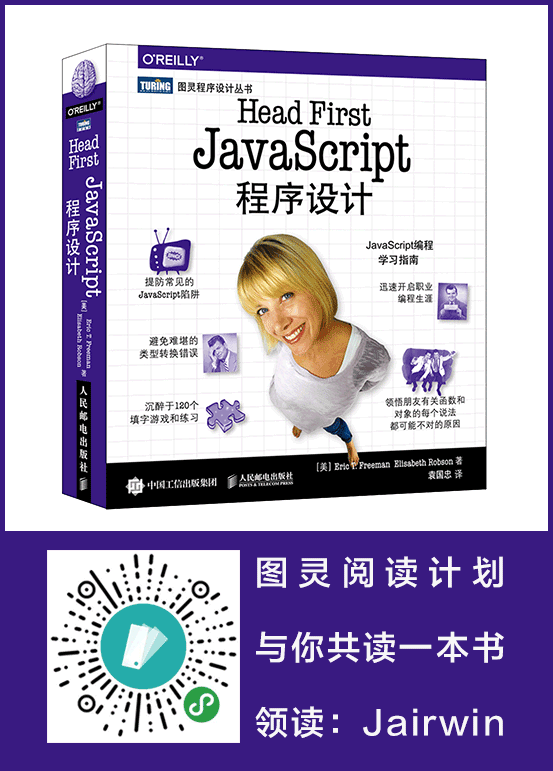 O'REILLY®
TURING 图灵程序设计丛书
Head First
JavaScript
程序设计
JavaScript编程
学习指南
提防常见的
JavaScript陷阱
迅速开启职业
编程生涯
避免难堪的
类型转换错误
沉醉于120个
填字游戏和练习
领悟朋友有关函数和
对象的每个说法
都可能不对的原因
[美] Eric T. Freeman Elisabeth Robson 著
袁国忠 译
中国工信出版集团
人民邮电出版社
POSTS & TELECOM PRESS
O'REILLY®
TURING
Head
First
JavaScript
程序设计
[美] Eric T. Freeman
Elisabeth Robson 著
人民邮电出版社
图灵阅读计划
与你共读一本书
领读：Jairwin